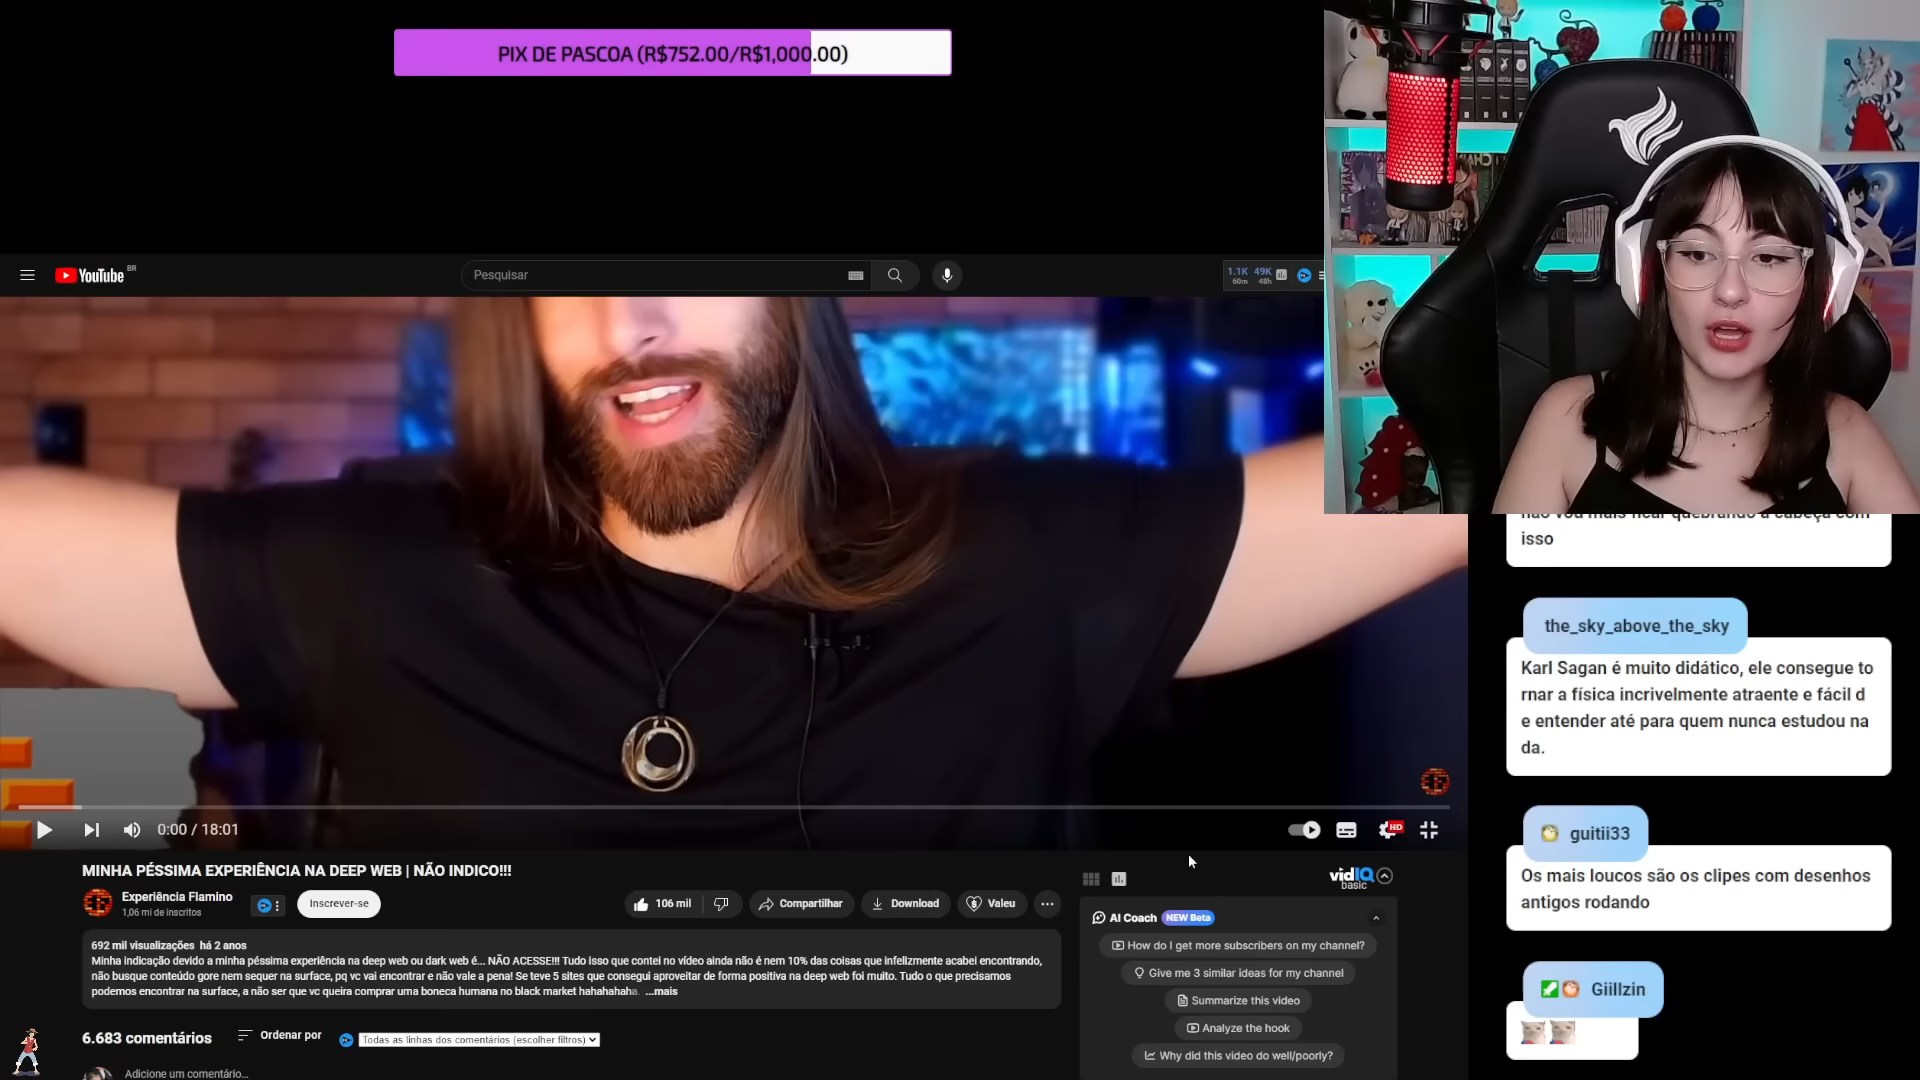 PIX DE PASCOA (R$752.00/R$1,000.00)
YouTube BR
Pesquisar
1.1K 49K
60m 48h
0:00 / 18:01
HD
MINHA PÉSSIMA EXPERIÊNCIA NA DEEP WEB | NÃO INDICO!!!
Experiência Flamino
1,06 mi de inscritos
Inscrever-se
106 mil
Compartilhar
Download
Valeu
692 mil visualizações há 2 anos
Minha indicação devido a minha péssima experiência na deep web ou dark web é... NÃO ACESSE!!! Tudo isso que contei no vídeo ainda não é nem 10% das coisas que infelizmente acabei encontrando,
não busque conteúdo gore nem sequer na surface, pq vc vai encontrar e não vale a pena! Se teve 5 sites que consegui aproveitar de forma positiva na deep web foi muito. Tudo o que precisamos
podemos encontrar na surface, a não ser que vc queira comprar uma boneca humana no black market hahahahaha. ...mais
6.683 comentários
Ordenar por
Todas as linhas dos comentários (escolher filtros)
Adicione um comentário...
vidIQ
basic
AI Coach NEW Beta
How do I get more subscribers on my channel?
Give me 3 similar ideas for my channel
Summarize this video
Analyze the hook
Why did this video do well/poorly?
não vou mais ficar quebrando a cabeça com
isso
the_sky_above_the_sky
Karl Sagan é muito didático, ele consegue to
rnar a física incrivelmente atraente e fácil d
e entender até para quem nunca estudou na
da.
guitii33
Os mais loucos são os clipes com desenhos
antigos rodando
Giillzin